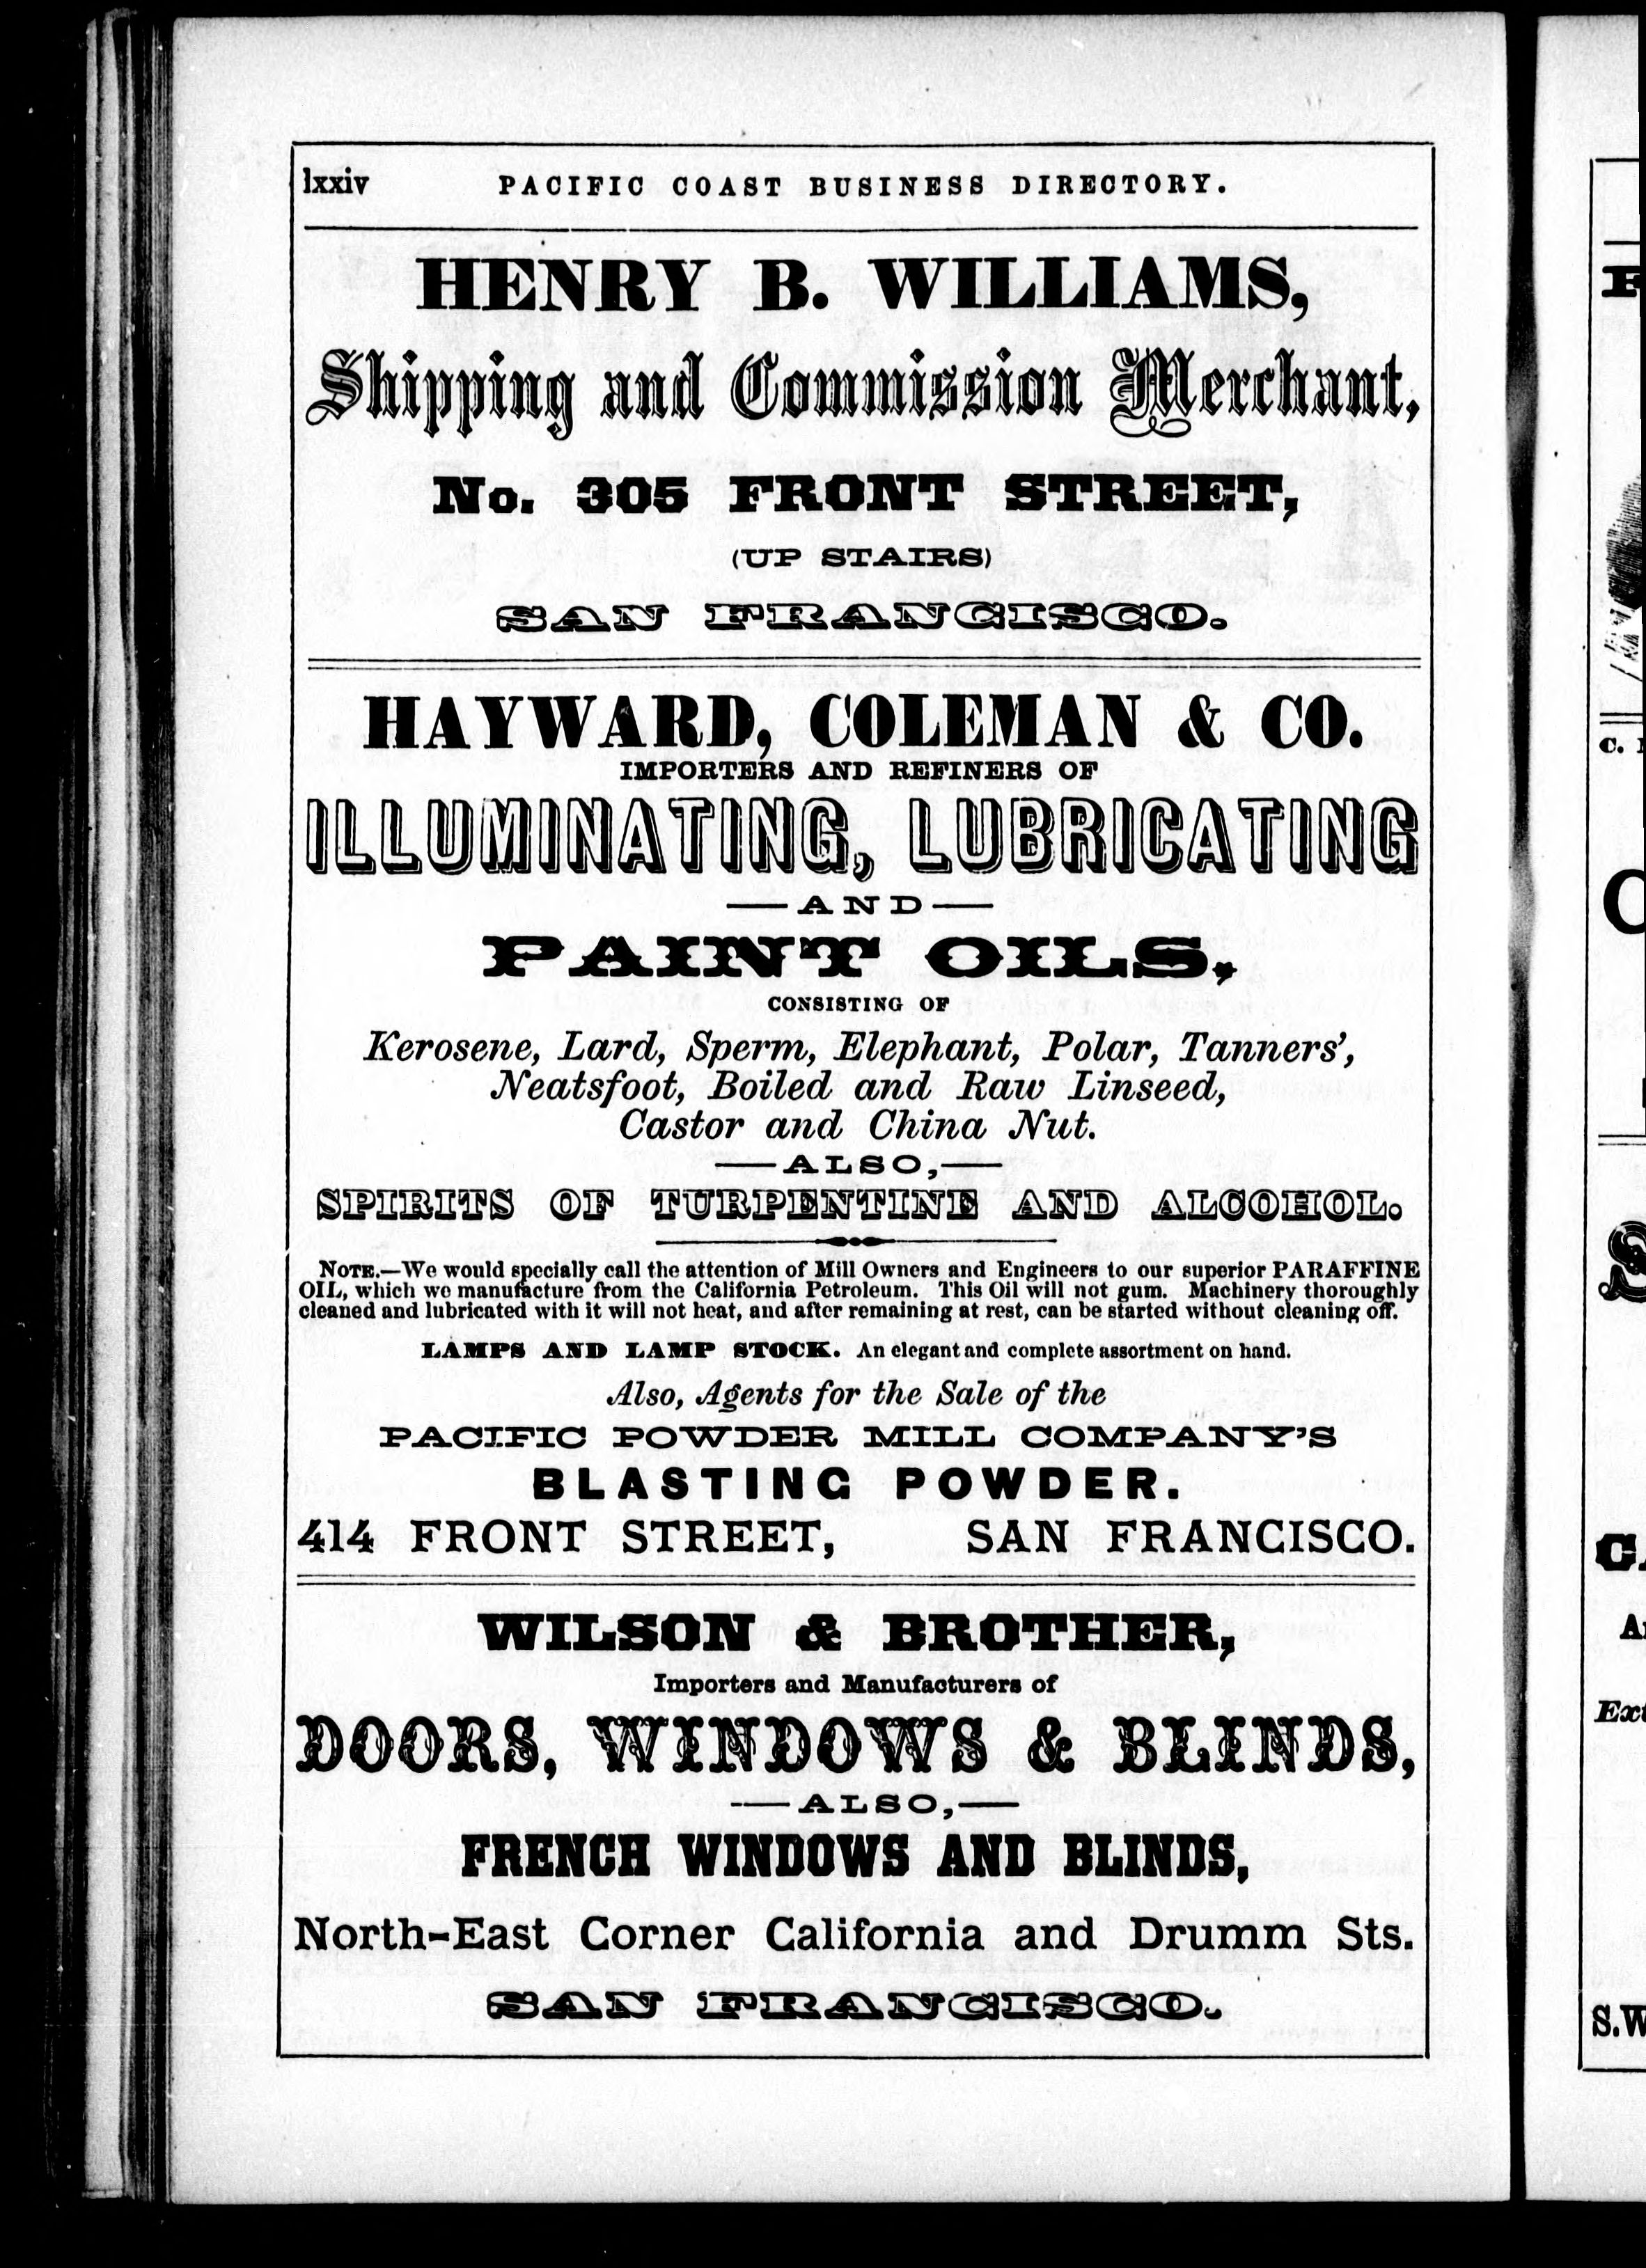 lxxiv PACIFIC COAST BUSINESS DIRECTORY.
HENRY B. WILLIAMS,
Shipping and Commission Merchant,
No. 305 FRONT STREET,
(UP STAIRS)
SAN FRANCISCO.
HAYWARD, COLEMAN & CO.
IMPORTERS AND REFINERS OF
ILLUMINATING, LUBRICATING
—AND—
PAINT OILS,
CONSISTING OF
Kerosene, Lard, Sperm, Elephant, Polar, Tanners',
Neatsfoot, Boiled and Raw Linseed,
Castor and China Nut.
—ALSO,—
SPIRITS OF TURPENTINE AND ALCOHOL.
NOTE.—We would specially call the attention of Mill Owners and Engineers to our superior PARAFFINE
OIL, which we manufacture from the California Petroleum. This Oil will not gum. Machinery thoroughly
cleaned and lubricated with it will not heat, and after remaining at rest, can be started without cleaning off.
LAMPS AND LAMP STOCK. An elegant and complete assortment on hand.
Also, Agents for the Sale of the
PACIFIC POWDER MILL COMPANY'S
BLASTING POWDER.
414 FRONT STREET, SAN FRANCISCO.
WILSON & BROTHER,
Importers and Manufacturers of
DOORS, WINDOWS & BLINDS,
—ALSO,—
FRENCH WINDOWS AND BLINDS,
North-East Corner California and Drumm Sts.
SAN FRANCISCO.
C.
S.W